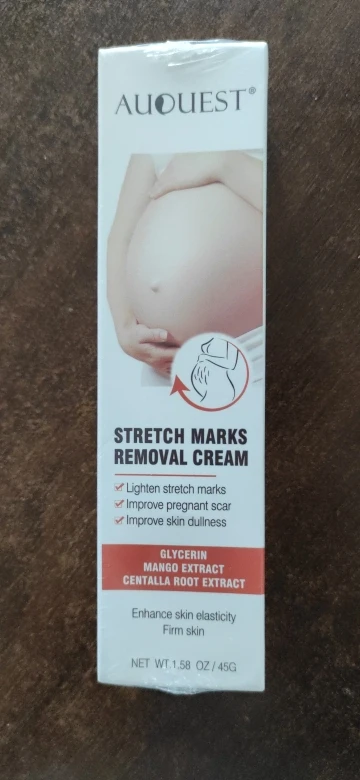 AUQUEST®
STRETCH MARKS
REMOVAL CREAM
Lighten stretch marks
Improve pregnant scar
Improve skin dullness
GLYCERIN
MANGO EXTRACT
CENTALLA ROOT EXTRACT
Enhance skin elasticity
Firm skin
NET WT 1.58 OZ / 45G